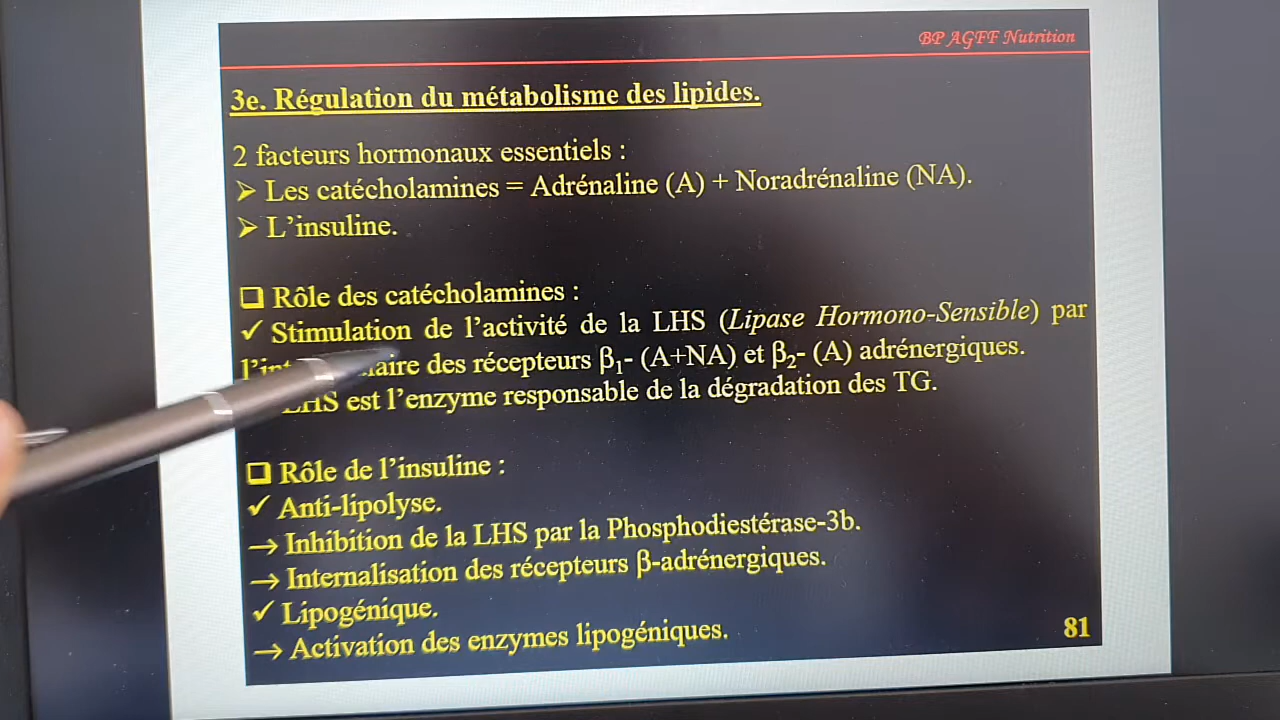 BP AGFF Nutrition
3e. Régulation du métabolisme des lipides.
2 facteurs hormonaux essentiels :
➢ Les catécholamines = Adrénaline (A) + Noradrénaline (NA).
➢ L’insuline.
❑ Rôle des catécholamines :
✓ Stimulation de l’activité de la LHS (Lipase Hormono-Sensible) par
des récepteurs β1- (A+NA) et β2- (A) adrénergiques.
LHS est l’enzyme responsable de la dégradation des TG.
❑ Rôle de l’insuline :
✓ Anti-lipolyse.
→ Inhibition de la LHS par la Phosphodiestérase-3b.
→ Internalisation des récepteurs β-adrénergiques.
✓ Lipogénique.
→ Activation des enzymes lipogéniques.
81